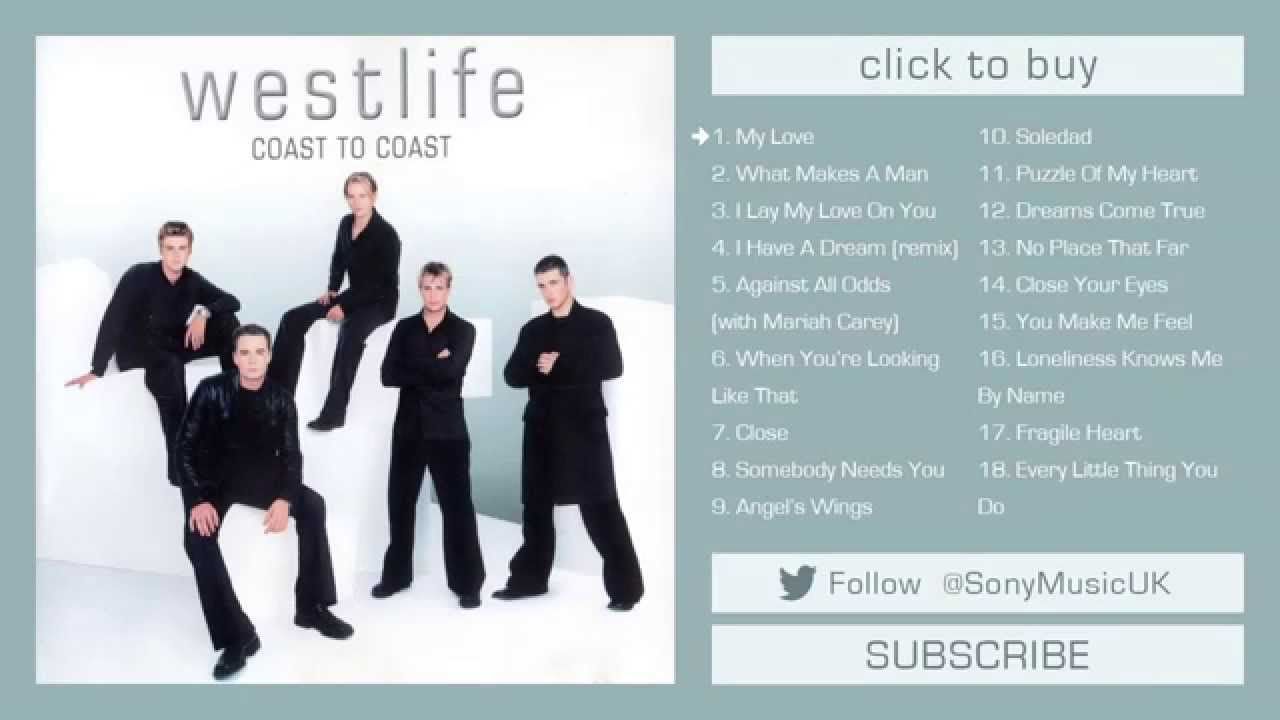 westlife
COAST TO COAST
click to buy
1. My Love
2. What Makes A Man
3. I Lay My Love On You
4. I Have A Dream (remix)
5. Against All Odds
(with Mariah Carey)
6. When You're Looking
Like That
7. Close
8. Somebody Needs You
9. Angel's Wings
10. Soledad
11. Puzzle Of My Heart
12. Dreams Come True
13. No Place That Far
14. Close Your Eyes
15. You Make Me Feel
16. Loneliness Knows Me
By Name
17. Fragile Heart
18. Every Little Thing You
Do
Follow @SonyMusicUK
SUBSCRIBE